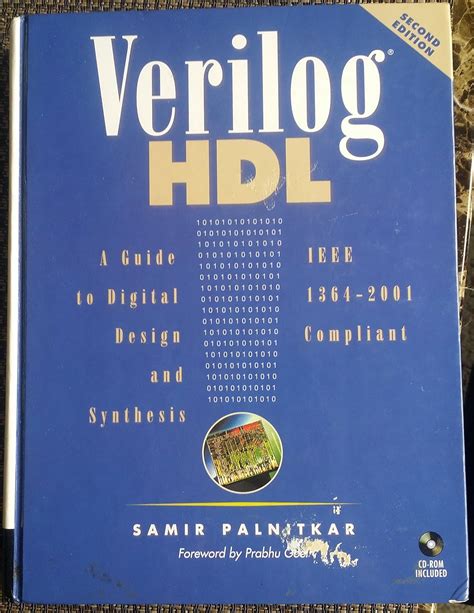 SECOND
EDITION
Verilog®
HDL
A Guide
to Digital
Design
and
Synthesis
IEEE
1364-2001
Compliant
SAMIR PALNITKAR
Foreword by Prabhu
CD-ROM
INCLUDED